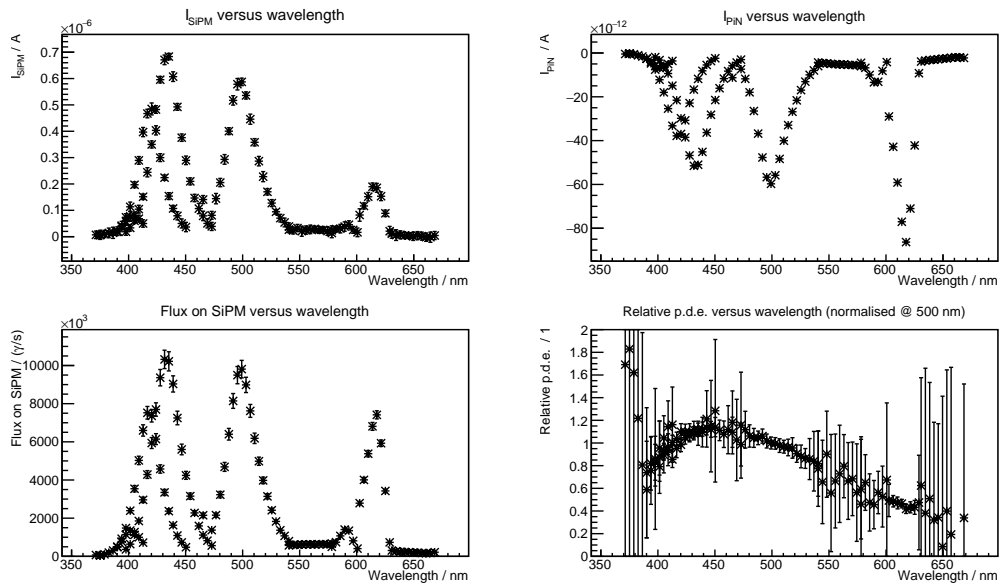 I_SiPM versus wavelength
×10^-6
I_SiPM / A
0.7
0.6
0.5
0.4
0.3
0.2
0.1
0
350 400 450 500 550 600 650
Wavelength / nm
I_PiN versus wavelength
×10^-12
I_PiN / A
0
−20
−40
−60
−80
350 400 450 500 550 600 650
Wavelength / nm
Flux on SiPM versus wavelength
×10^3
Flux on SiPM / (γ/s)
10000
8000
6000
4000
2000
0
350 400 450 500 550 600 650
Wavelength / nm
Relative p.d.e. versus wavelength (normalised @ 500 nm)
Relative p.d.e. / 1
2
1.8
1.6
1.4
1.2
1
0.8
0.6
0.4
0.2
0
350 400 450 500 550 600 650
Wavelength / nm